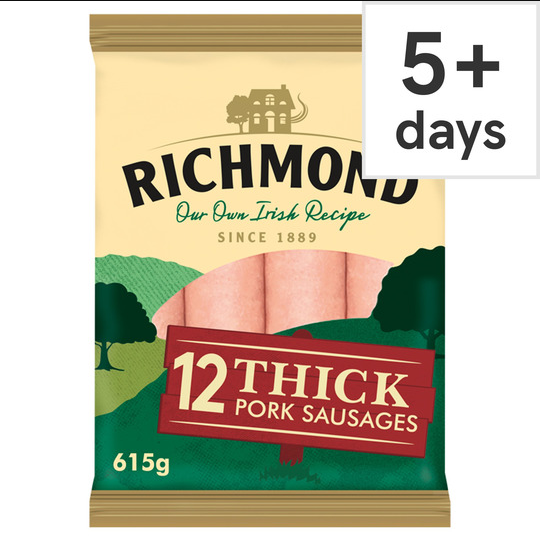 5+
days
RICHMOND
Our Own Irish Recipe
SINCE 1889
12 THICK
PORK SAUSAGES
615g